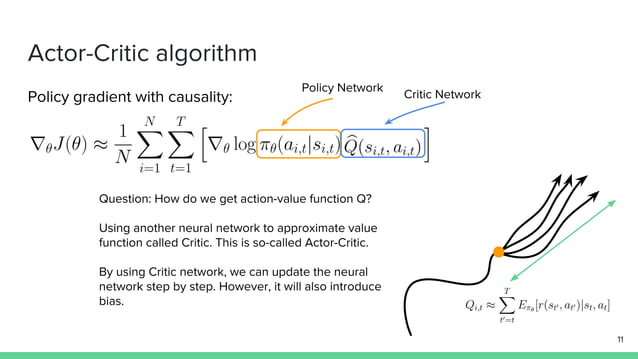 Actor-Critic algorithm
Policy gradient with causality:
Policy Network
Critic Network
∇θJ(θ) ≈ 1/N ∑_{i=1}^{N} ∑_{t=1}^{T} [∇θ log πθ(a_{i,t}|s_{i,t}) Q̂(s_{i,t}, a_{i,t})]
Question: How do we get action-value function Q?
Using another neural network to approximate value
function called Critic. This is so-called Actor-Critic.
By using Critic network, we can update the neural
network step by step. However, it will also introduce
bias.
Q_{i,t} ≈ ∑_{t'=t}^{T} E_{πθ}[r(s_{t'}, a_{t'})|s_t, a_t]
11